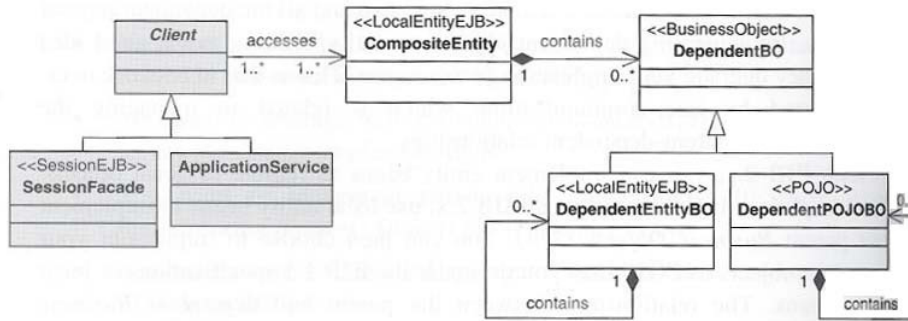 Client
accesses
1..*
1..*
<<LocalEntityEJB>>
CompositeEntity
contains
1
0..*
<<BusinessObject>>
DependentBO
<<SessionEJB>>
SessionFacade
ApplicationService
<<LocalEntityEJB>>
DependentEntityBO
0..*
1
contains
<<POJO>>
DependentPOJOBO
1
contains